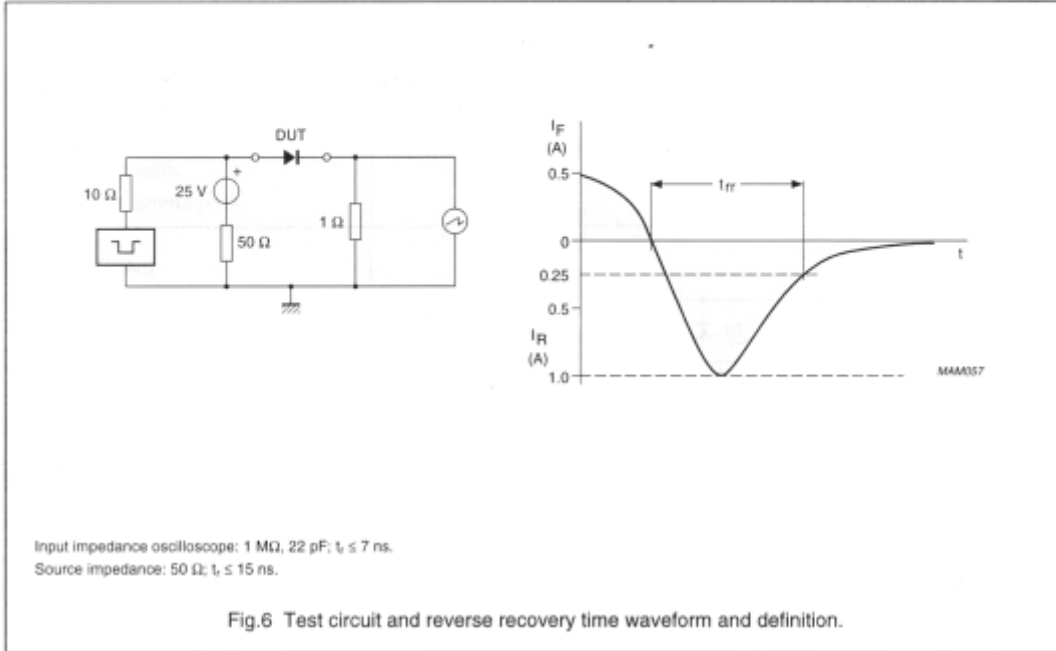 DUT
+
10 Ω
25 V
50 Ω
1 Ω
I_F
(A)
0.5
t_rr
0
t
0.25
0.5
I_R
(A)
1.0
MAM057
Input impedance oscilloscope: 1 MΩ, 22 pF; t_r ≤ 7 ns.
Source impedance: 50 Ω; t_r ≤ 15 ns.
Fig.6 Test circuit and reverse recovery time waveform and definition.